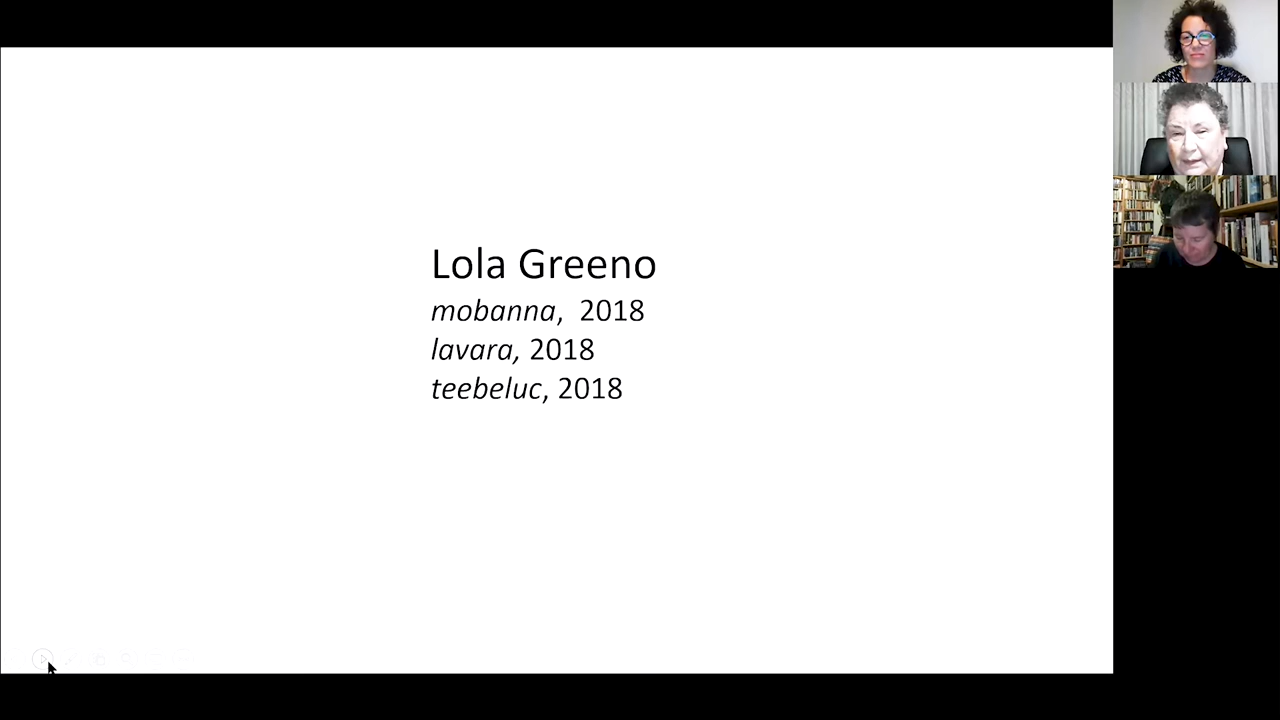 Lola Greeno
mobanna,  2018
lavara, 2018
teebeluc, 2018